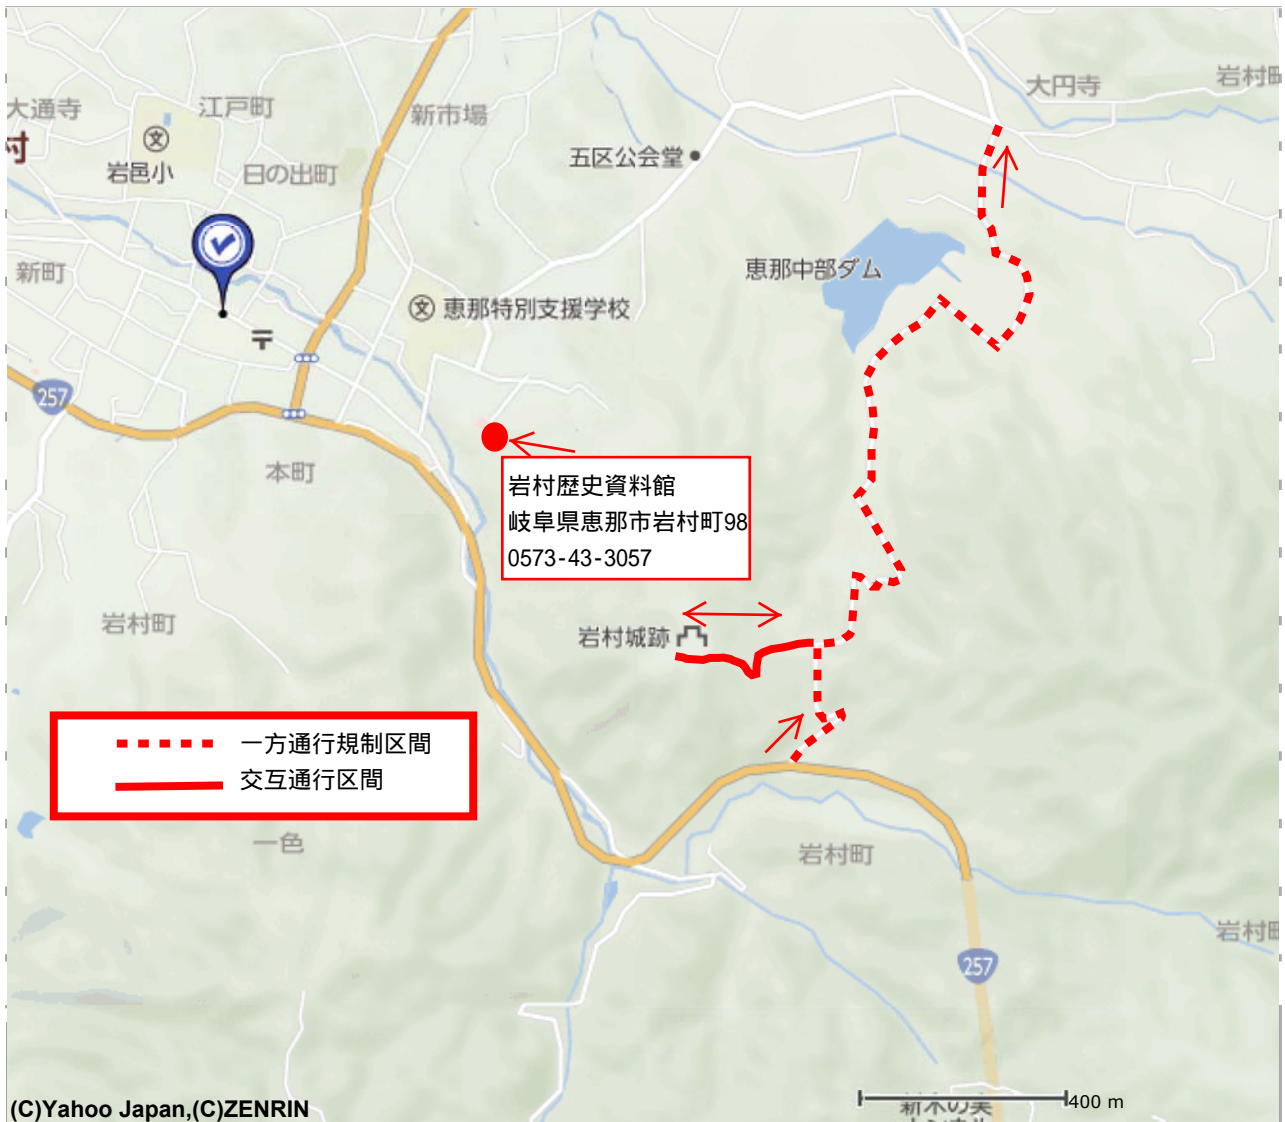 大通寺
江戸町
新市場
大円寺
岩村町
村
岩邑小
日の出町
五区公会堂
新町
恵那中部ダム
恵那特別支援学校
257
本町
岩村歴史資料館
岐阜県恵那市岩村町98
0573-43-3057
岩村町
岩村城跡
一方通行規制区間
交互通行区間
一色
岩村町
岩村町
257
400 m
(C)Yahoo Japan,(C)ZENRIN